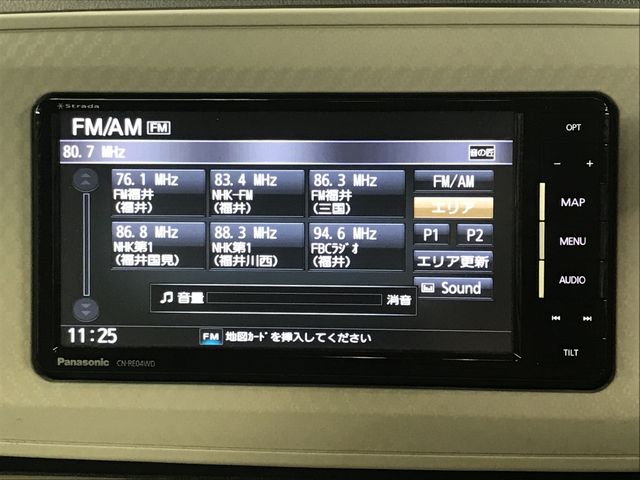 Strada
FM/AM FM
80.7 MHz
音の匠
76.1 MHz
FM福井
(福井)
83.4 MHz
NHK-FM
(福井)
86.3 MHz
FM福井
(三国)
FM/AM
エリア
86.8 MHz
NHK第1
(福井国見)
88.3 MHz
NHK第1
(福井川西)
94.6 MHz
FBCラジオ
(福井)
P1 P2
エリア更新
Sound
音量 消音
11:25
FM 地図カードを挿入してください
Panasonic CN-RE04WD
OPT
- +
MAP
MENU
AUDIO
TILT